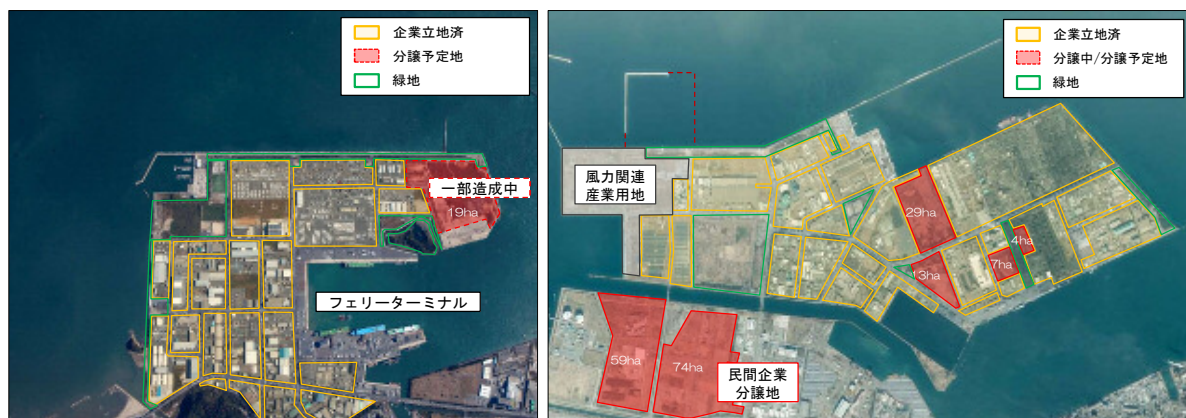 企業立地済
分譲予定地
緑地
一部造成中
19ha
フェリーターミナル
企業立地済
分譲中/分譲予定地
緑地
風力関連
産業用地
29ha
4ha
7ha
13ha
59ha
74ha
民間企業
分譲地